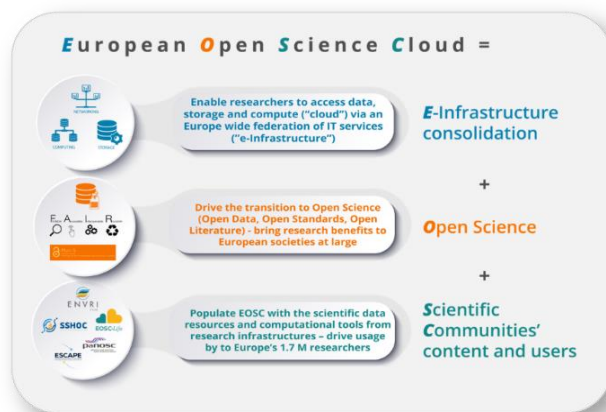 European Open Science Cloud =
NETWORKING
COMPUTING
STORAGE
Enable researchers to access data,
storage and compute ("cloud") via an
Europe wide federation of IT services
("e-Infrastructure")
E-Infrastructure
consolidation
+
F A I R
Drive the transition to Open Science
(Open Data, Open Standards, Open
Literature) - bring research benefits to
European societies at large
Open Science
+
ENVRI
SSHOC
EOSC-Life
panosc
ESCAPE
Populate EOSC with the scientific data
resources and computational tools from
research infrastructures – drive usage
by to Europe's 1.7 M researchers
Scientific
Communities'
content and users